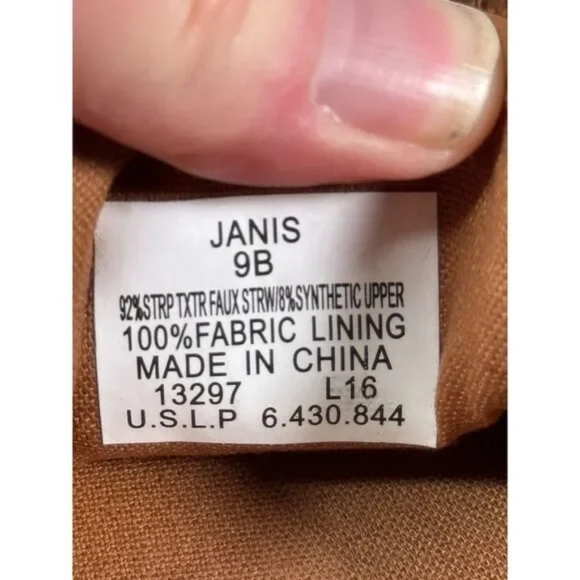 JANIS
9B
92%STRP TXTR FAUX STRW/8%SYNTHETIC UPPER
100%FABRIC LINING
MADE IN CHINA
13297 L16
U.S.L.P 6.430.844